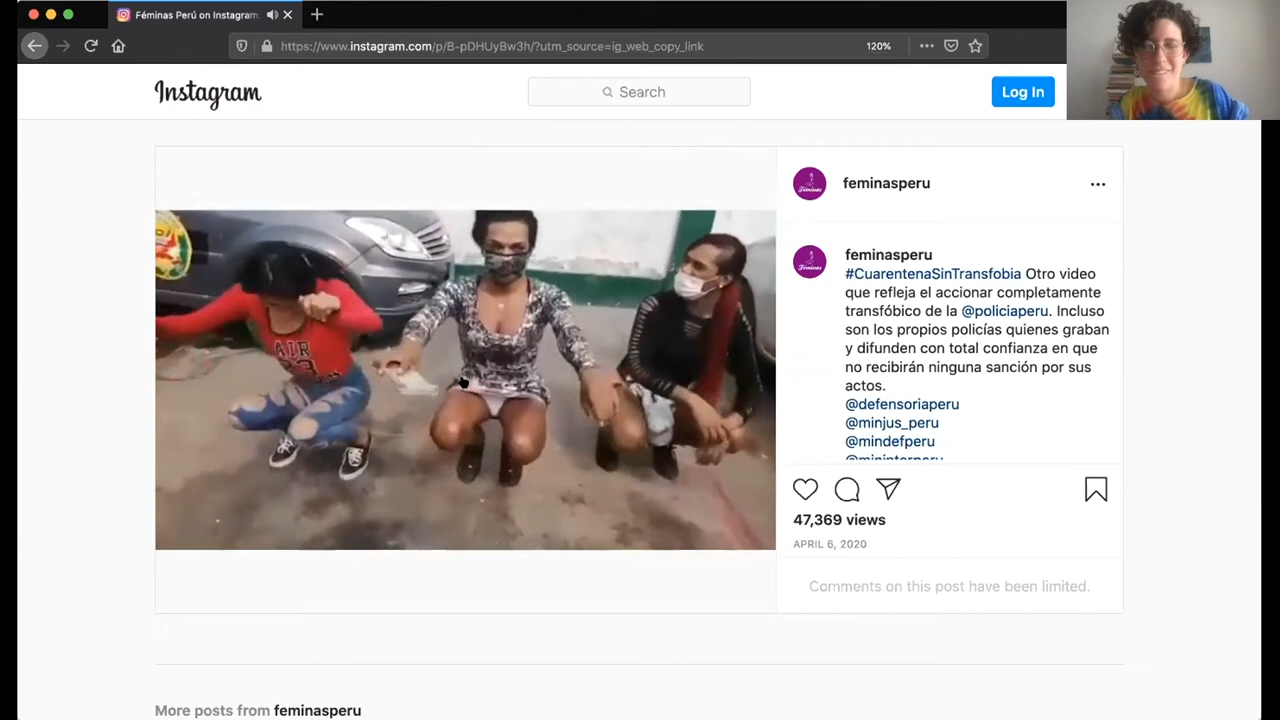 Féminas Perú on Instagram:
https://www.instagram.com/p/B-pDHUyBw3h/?utm_source=ig_web_copy_link
120%
Instagram
Search
Log In
feminasperu
feminasperu
#CuarentenaSinTransfobia Otro video
que refleja el accionar completamente
transfóbico de la @policiaperu. Incluso
son los propios policías quienes graban
y difunden con total confianza en que
no recibirán ninguna sanción por sus
actos.
@defensoriaperu
@minjus_peru
@mindefperu
@mininterperu
AIR
47,369 views
APRIL 6, 2020
Comments on this post have been limited.
More posts from feminasperu